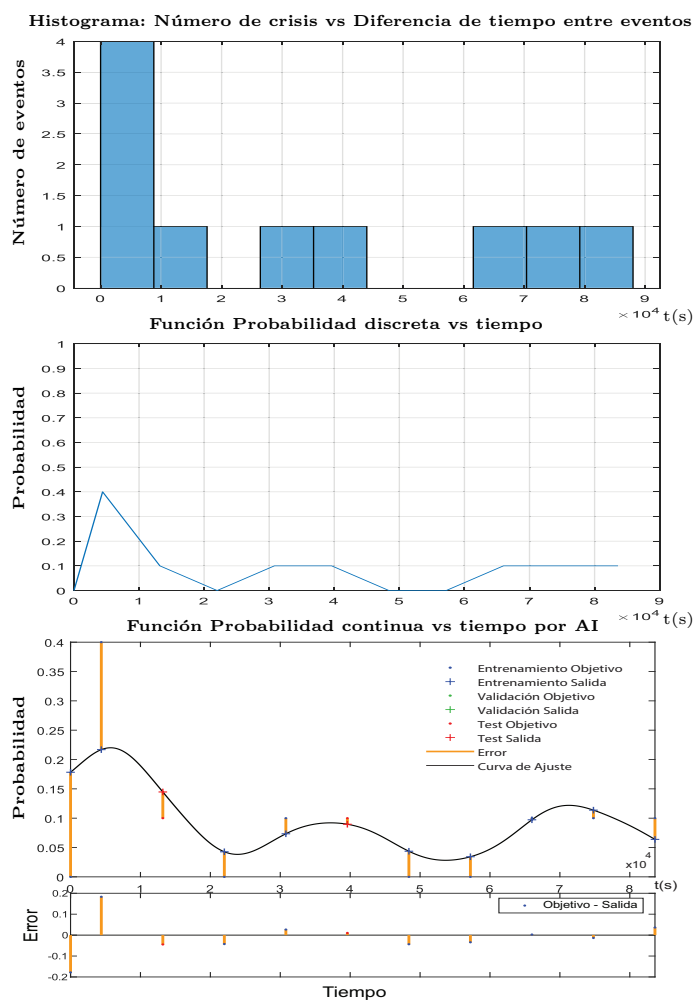 Histograma: Número de crisis vs Diferencia de tiempo entre eventos
Número de eventos
4
3.5
3
2.5
2
1.5
1
0.5
0
0 1 2 3 4 5 6 7 8 9
×10⁴ t(s)
Función Probabilidad discreta vs tiempo
Probabilidad
1
0.9
0.8
0.7
0.6
0.5
0.4
0.3
0.2
0.1
0
0 1 2 3 4 5 6 7 8 9
×10⁴ t(s)
Función Probabilidad continua vs tiempo por AI
Probabilidad
0.4
0.35
0.3
0.25
0.2
0.15
0.1
0.05
0
Entrenamiento Objetivo
Entrenamiento Salida
Validación Objetivo
Validación Salida
Test Objetivo
Test Salida
Error
Curva de Ajuste
×10⁴
0 1 2 3 4 5 6 7 8
t(s)
Error
0.2
0.1
0
-0.1
-0.2
Objetivo - Salida
Tiempo